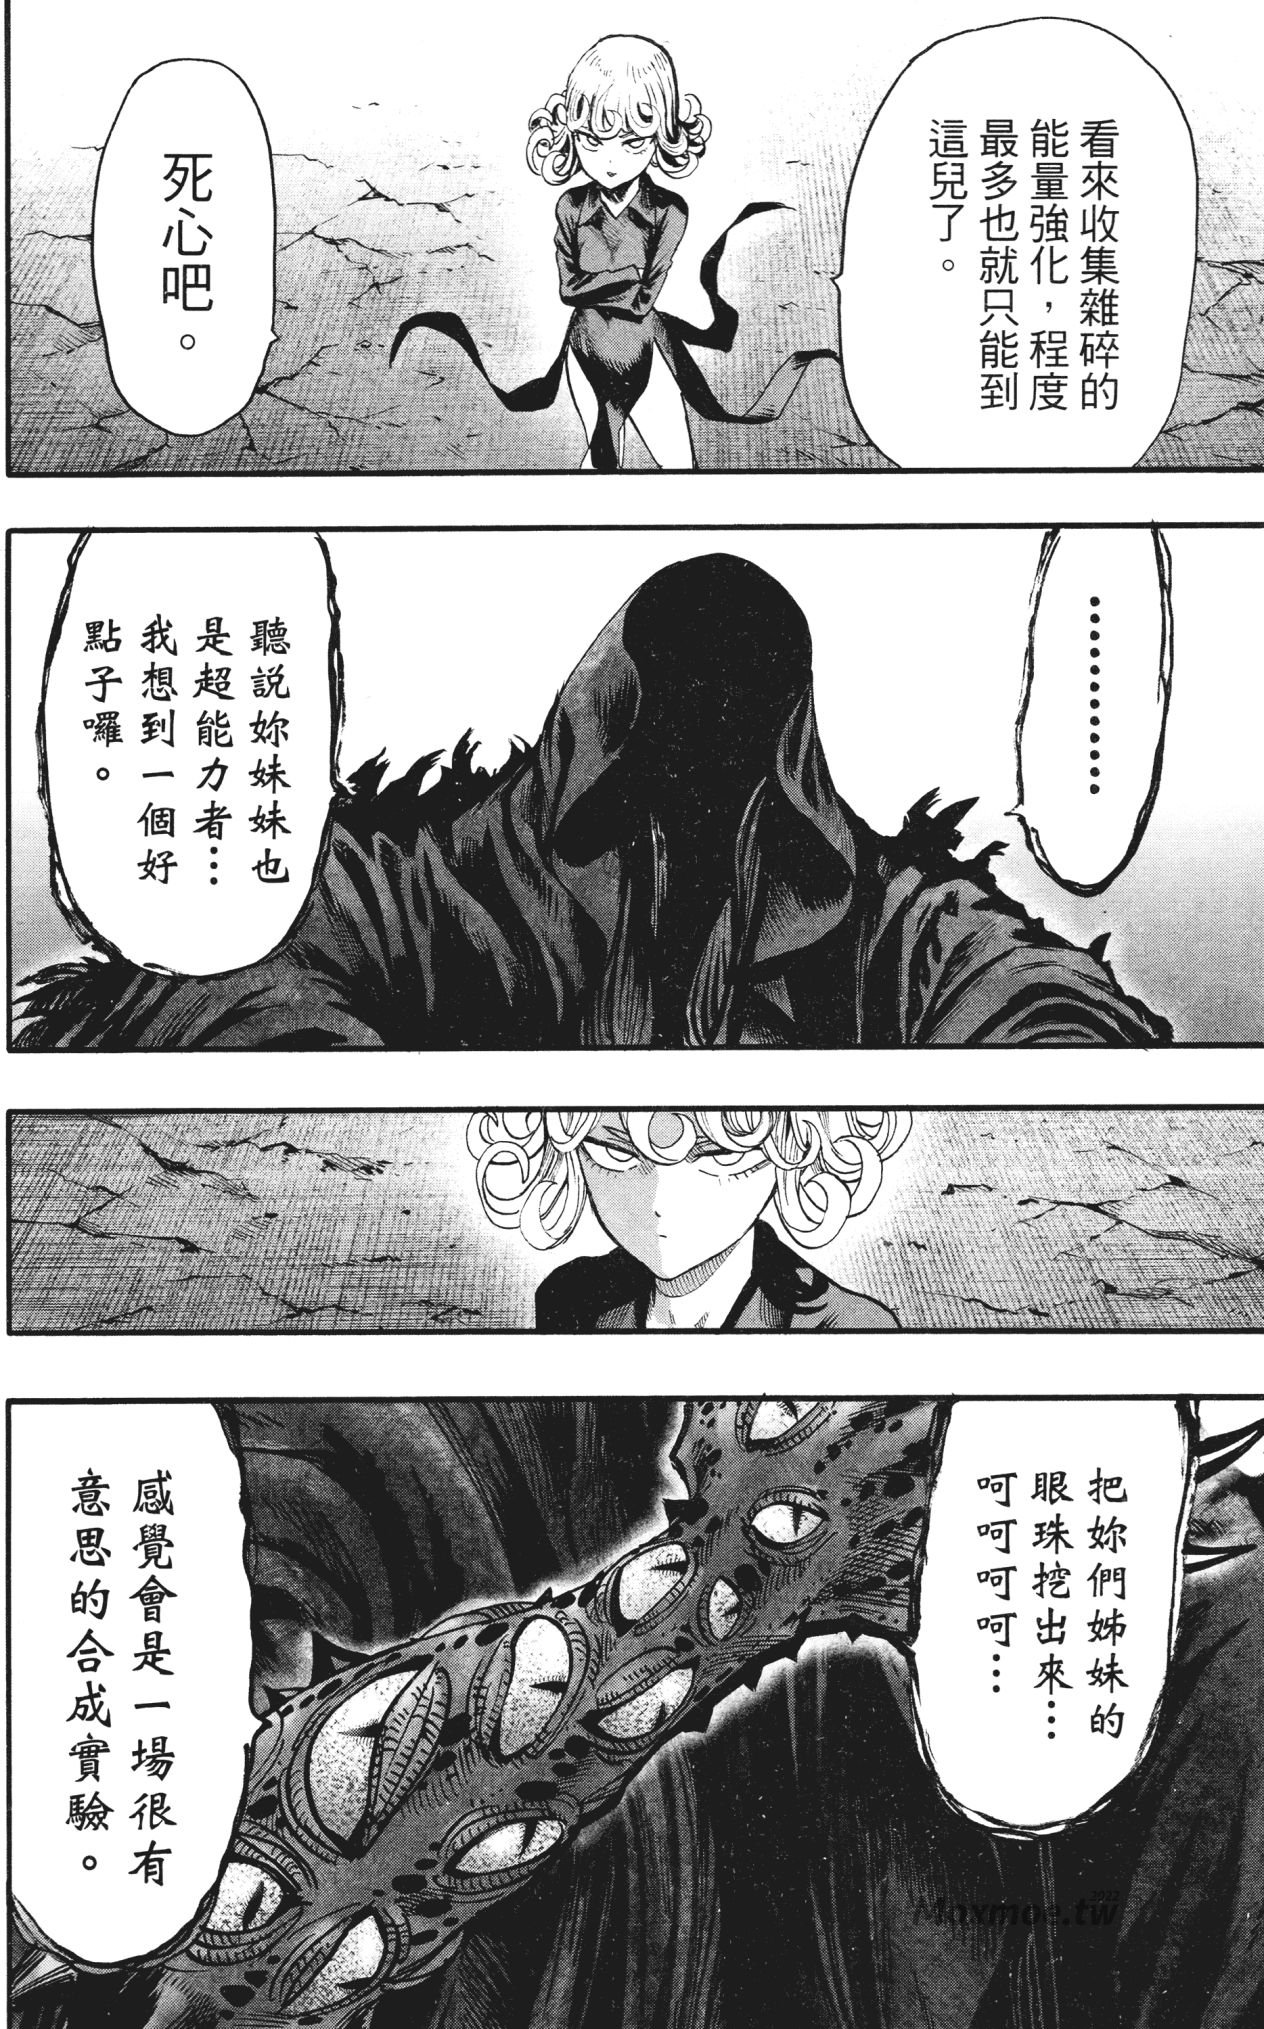 看來收集雜碎的
能量強化，程度
最多也就只能到
這兒了。
死心吧。
…………
聽說妳妹妹也
是超能力者…
我想到一個好
點子囉。
把妳們姊妹的
眼珠挖出來…
呵呵呵呵…
感覺會是一場很有
意思的合成實驗。
2022
Moxmoe.tw